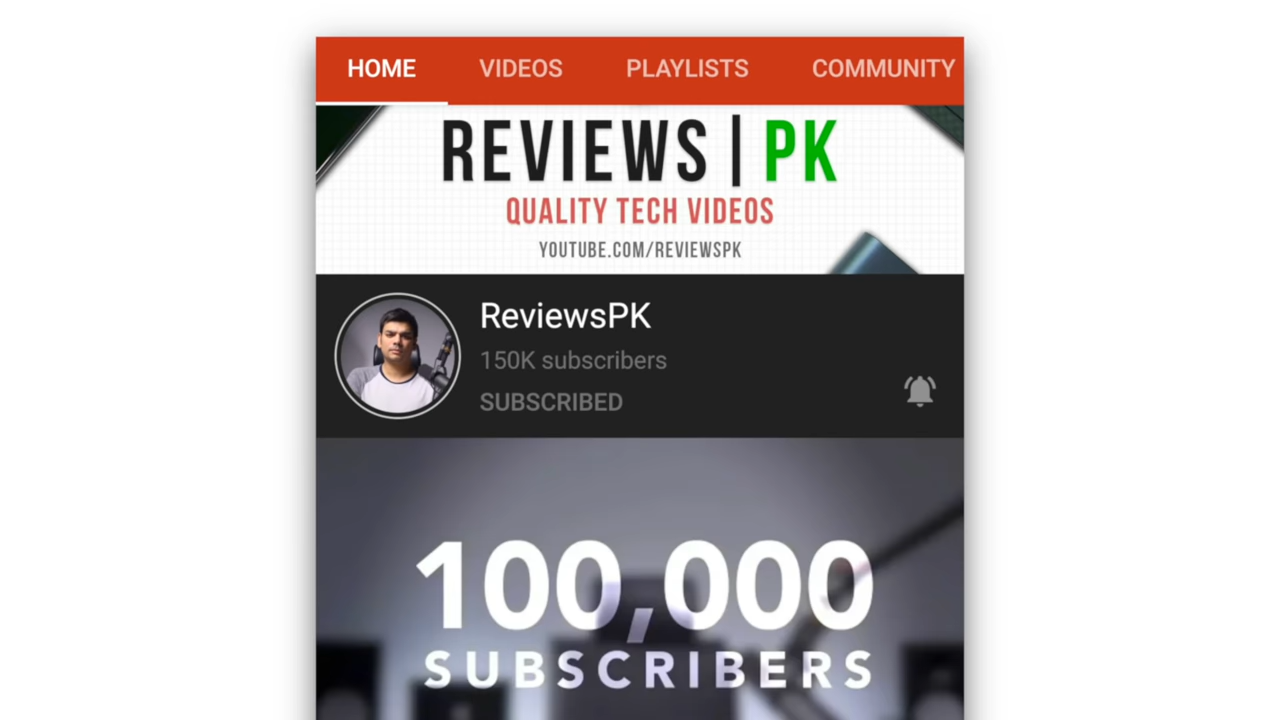 HOME VIDEOS PLAYLISTS COMMUNITY
REVIEWS | PK
QUALITY TECH VIDEOS
YOUTUBE.COM/REVIEWSPK
ReviewsPK
150K subscribers
SUBSCRIBED
100,000
SUBSCRIBERS